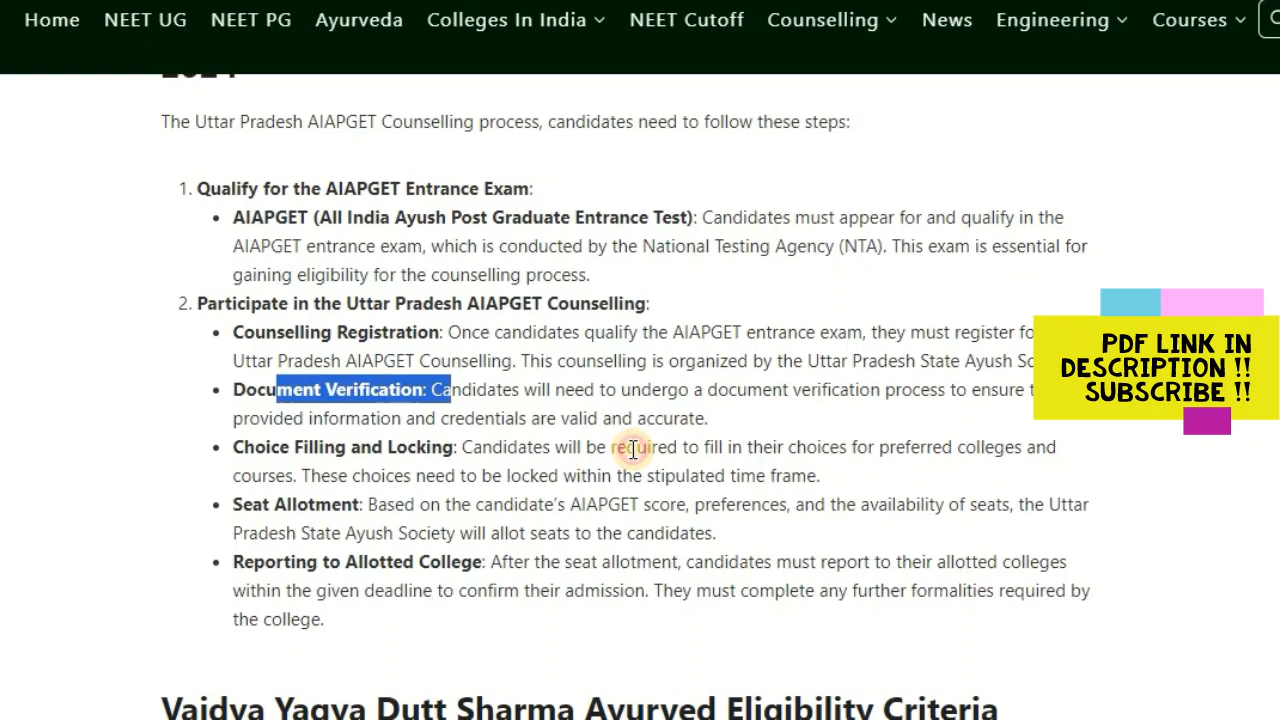 Home NEET UG NEET PG Ayurveda Colleges In India NEET Cutoff Counselling News Engineering Courses
The Uttar Pradesh AIAPGET Counselling process, candidates need to follow these steps:
1. Qualify for the AIAPGET Entrance Exam:
• AIAPGET (All India Ayush Post Graduate Entrance Test): Candidates must appear for and qualify in the
AIAPGET entrance exam, which is conducted by the National Testing Agency (NTA). This exam is essential for
gaining eligibility for the counselling process.
2. Participate in the Uttar Pradesh AIAPGET Counselling:
• Counselling Registration: Once candidates qualify the AIAPGET entrance exam, they must register
Uttar Pradesh AIAPGET Counselling. This counselling is organized by the Uttar Pradesh State Ayush
• Document Verification: Candidates will need to undergo a document verification process to ensure
provided information and credentials are valid and accurate.
• Choice Filling and Locking: Candidates will be required to fill in their choices for preferred colleges and
courses. These choices need to be locked within the stipulated time frame.
• Seat Allotment: Based on the candidate's AIAPGET score, preferences, and the availability of seats, the Uttar
Pradesh State Ayush Society will allot seats to the candidates.
• Reporting to Allotted College: After the seat allotment, candidates must report to their allotted colleges
within the given deadline to confirm their admission. They must complete any further formalities required by
the college.
Vaidya Yagya Dutt Sharma Ayurved Eligibility Criteria
PDF LINK IN
DESCRIPTION !!
SUBSCRIBE !!